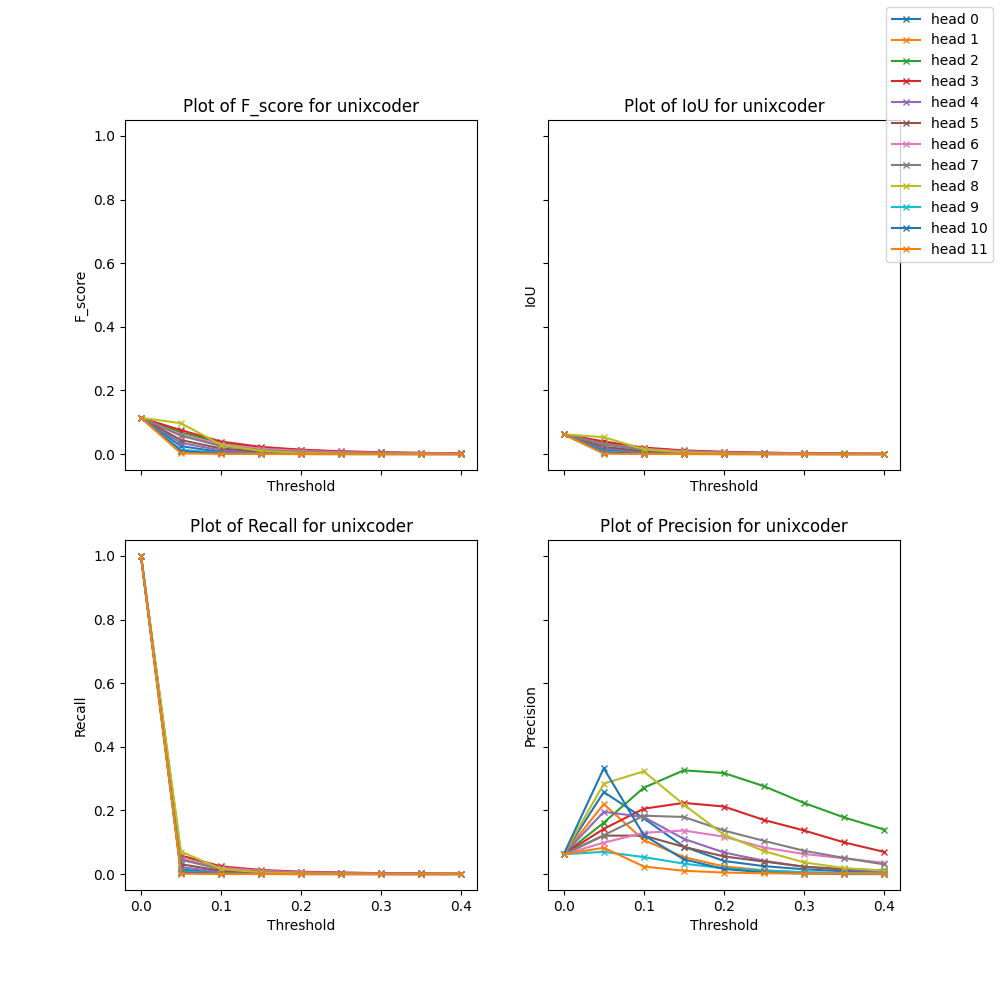 head 0
head 1
head 2
head 3
head 4
head 5
head 6
head 7
head 8
head 9
head 10
head 11
Plot of F_score for unixcoder
1.0
0.8
0.6
0.4
0.2
0.0
F_score
Threshold
Plot of IoU for unixcoder
IoU
Threshold
Plot of Recall for unixcoder
1.0
0.8
0.6
0.4
0.2
0.0
Recall
0.0 0.1 0.2 0.3 0.4
Threshold
Plot of Precision for unixcoder
Precision
0.0 0.1 0.2 0.3 0.4
Threshold